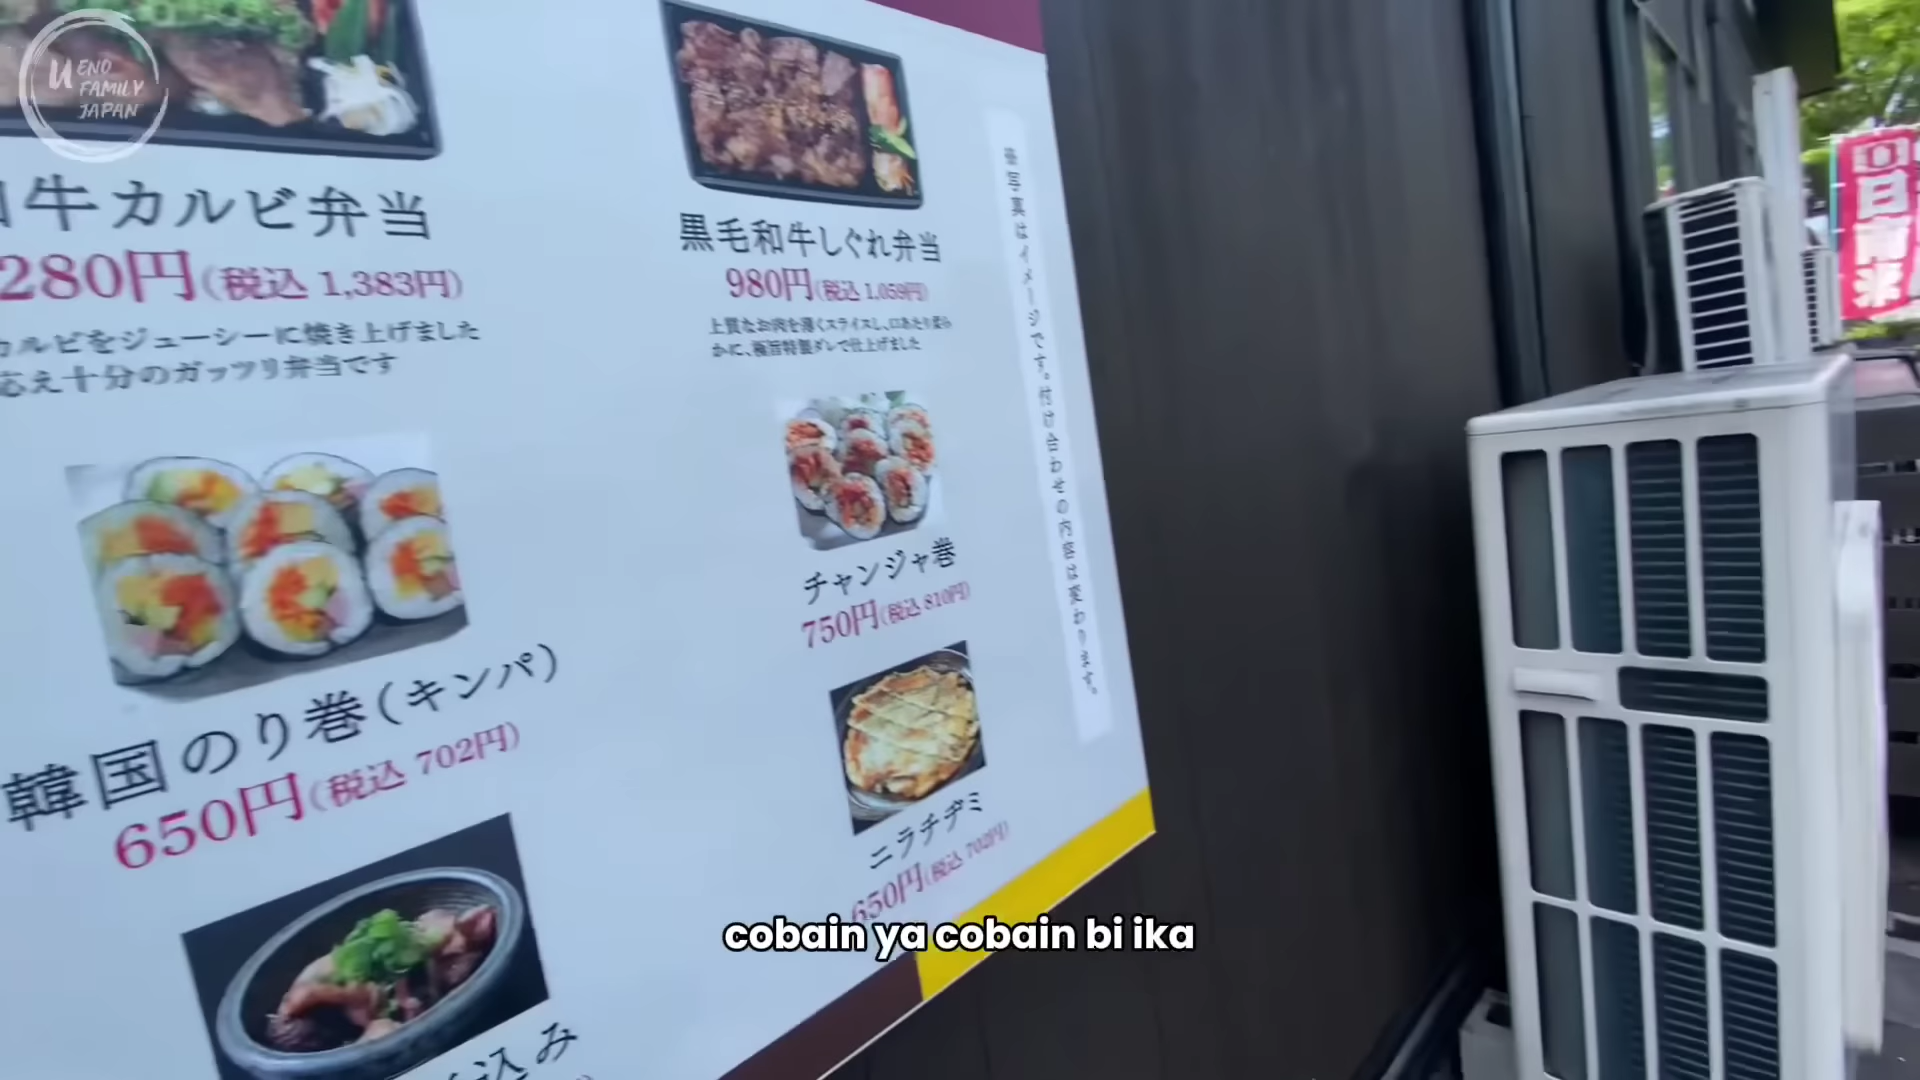 UENO
FAMILY
JAPAN
牛カルビ弁当
280円(税込 1,383円)
カルビをジューシーに焼き上げました
応え十分のガッツリ弁当です
黒毛和牛しぐれ弁当
980円(税込 1,059円)
上質なお肉を薄くスライスし、口あたり柔ら
かに、極旨特製ダレで仕上げました
※写真はイメージです。付け合わせの内容は変わります。
韓国のり巻(キンパ)
650円(税込 702円)
チャンジャ巻
750円(税込 810円)
ニラチヂミ
650円(税込 702円)
込み
cobain ya cobain bi ika